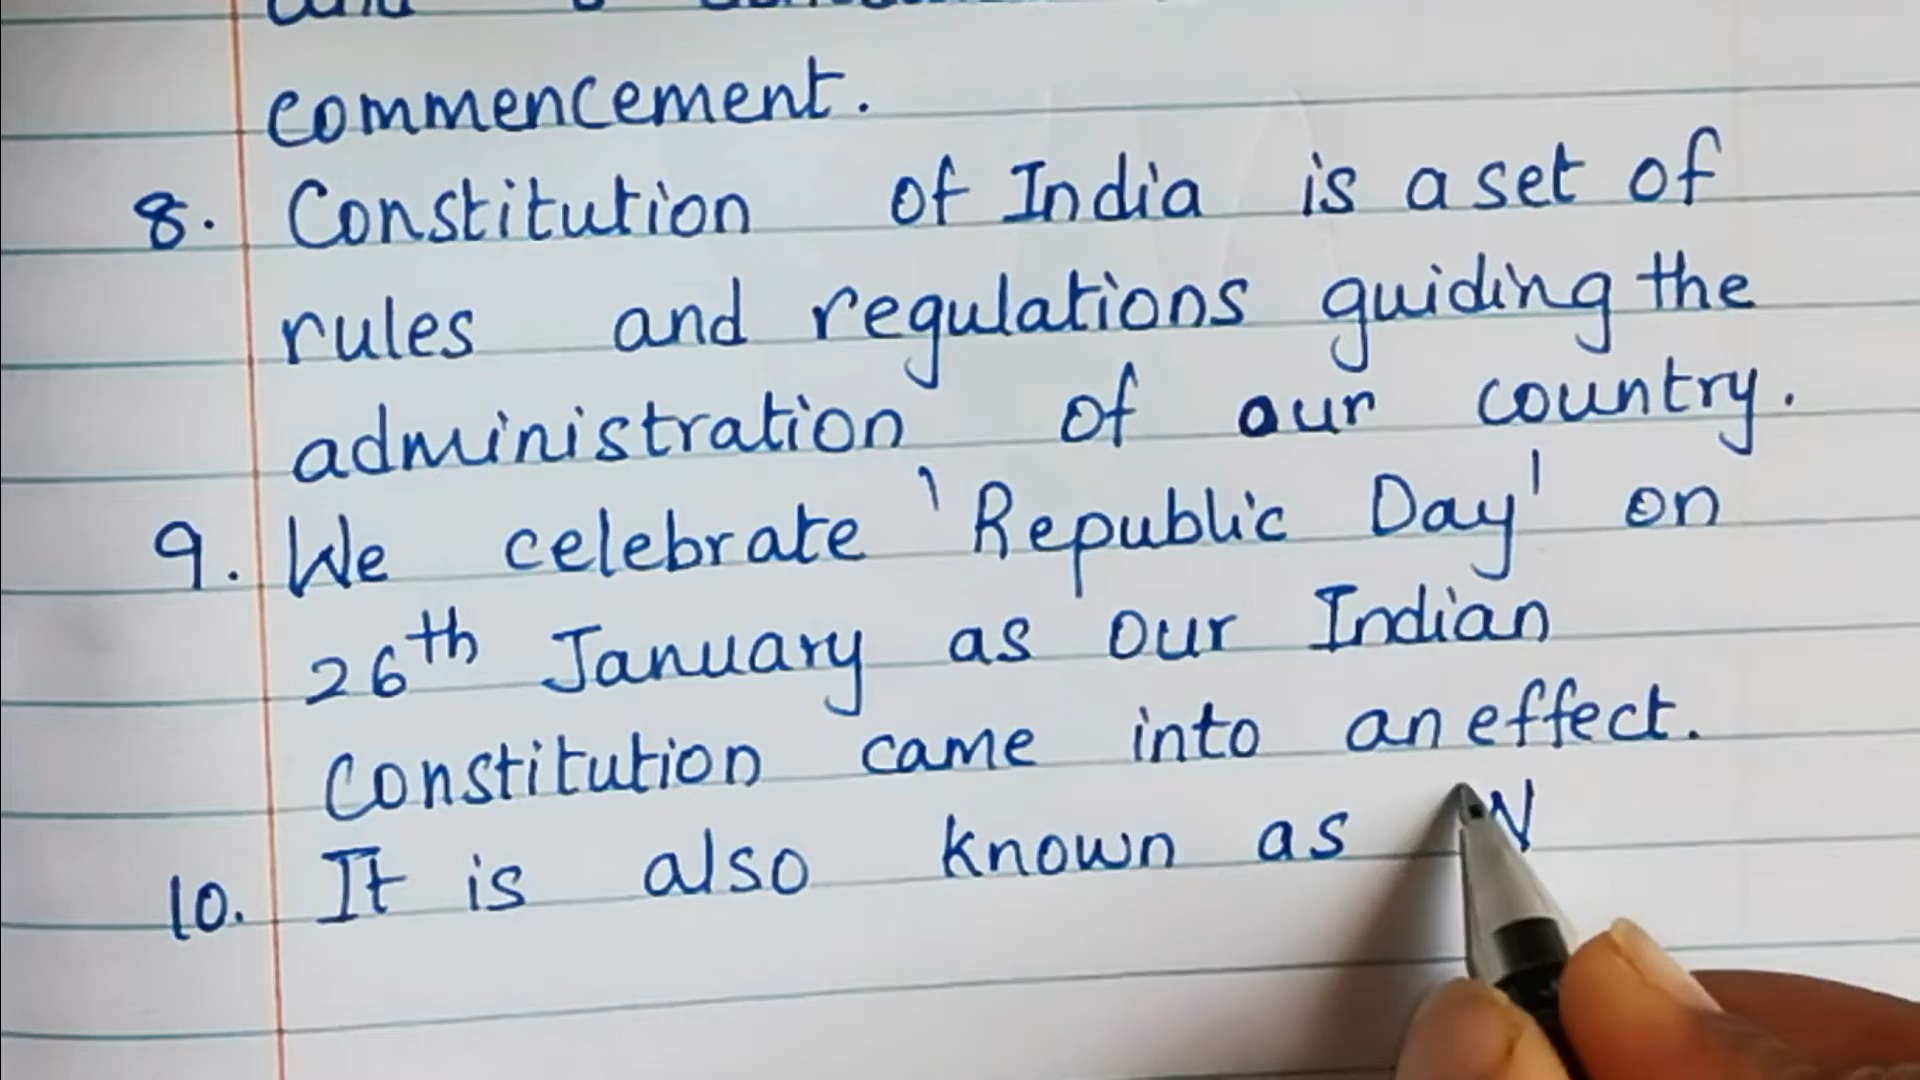 commencement.
8. Constitution of India is a set of
rules and regulations guiding the
administration of our country.
9. We celebrate 'Republic Day' on
26th January as our Indian
Constitution came into an effect.
10. It is also known as N